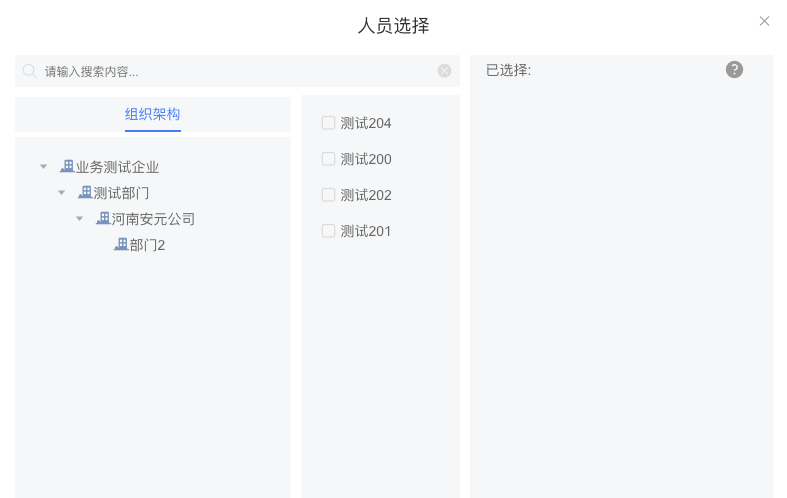 人员选择
请输入搜索内容...
组织架构
业务测试企业
测试部门
河南安元公司
部门2
测试204
测试200
测试202
测试201
已选择:
?